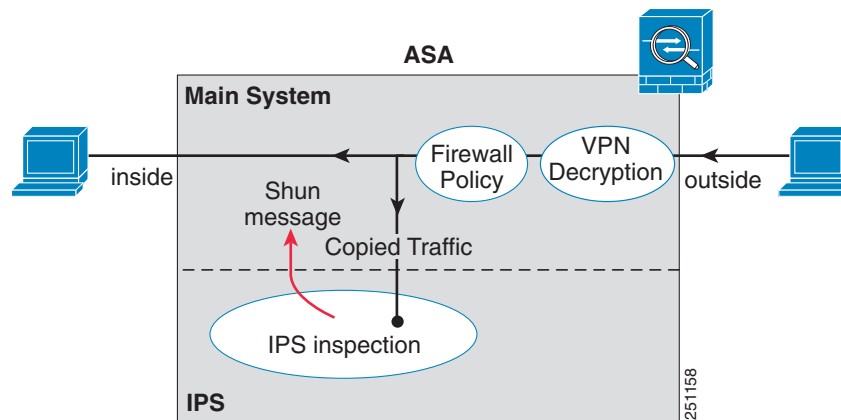 ASA
Main System
inside
Firewall
Policy
VPN
Decryption
outside
Shun
message
Copied Traffic
IPS inspection
IPS
251158